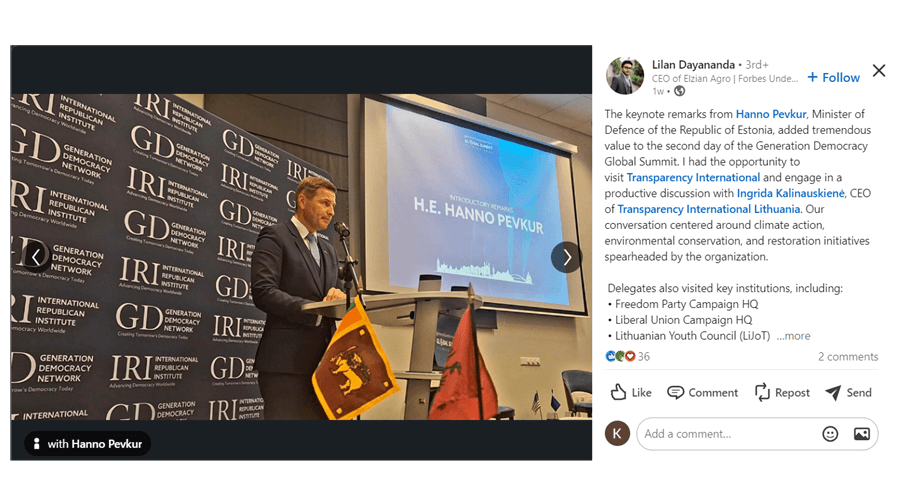 IRI INTERNATIONAL REPUBLICAN INSTITUTE
Advancing Democracy Worldwide
GD GENERATION DEMOCRACY NETWORK
Creating Tomorrow's Democracy Today
GLOBAL SUMMIT
INTRODUCTORY REMARKS
H.E. HANNO PEVKUR
with Hanno Pevkur
Lilan Dayananda • 3rd+
CEO of Elzian Agro | Forbes Unde...
1w •
+ Follow
The keynote remarks from Hanno Pevkur, Minister of
Defence of the Republic of Estonia, added tremendous
value to the second day of the Generation Democracy
Global Summit. I had the opportunity to
visit Transparency International and engage in a
productive discussion with Ingrida Kalinauskienė, CEO
of Transparency International Lithuania. Our
conversation centered around climate action,
environmental conservation, and restoration initiatives
spearheaded by the organization.
Delegates also visited key institutions, including:
• Freedom Party Campaign HQ
• Liberal Union Campaign HQ
• Lithuanian Youth Council (LiJoT) ...more
36
2 comments
Like
Comment
Repost
Send
K
Add a comment...